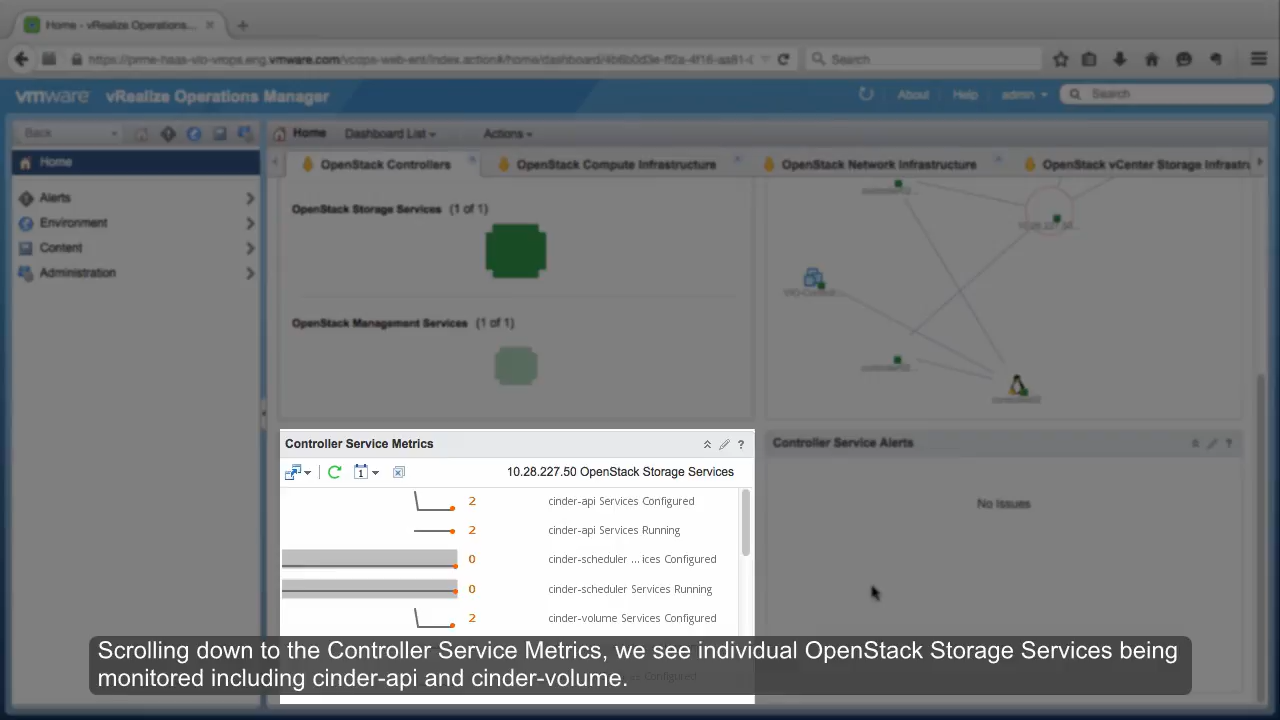 Home - vRealize Operations...
https://prme-haas-vio-vrops.eng.vmware.com/vcops-web-ent/index.action#/home/dashboard/
Search
vmware vRealize Operations Manager
About Help admin Search
Back
Home Dashboard List Actions
Home
OpenStack Controllers OpenStack Compute Infrastructure OpenStack Network Infrastructure OpenStack vCenter Storage Infrastru
Alerts
Environment
Content
Administration
OpenStack Storage Services (1 of 1)
10.28.227.50...
OpenStack Management Services (1 of 1)
Controller Service Metrics
Controller Service Alerts
1 10.28.227.50 OpenStack Storage Services
2 cinder-api Services Configured
No Issues
2 cinder-api Services Running
0 cinder-scheduler ...ices Configured
0 cinder-scheduler Services Running
2 cinder-volume Services Configured
Scrolling down to the Controller Service Metrics, we see individual OpenStack Storage Services being
monitored including cinder-api and cinder-volume.